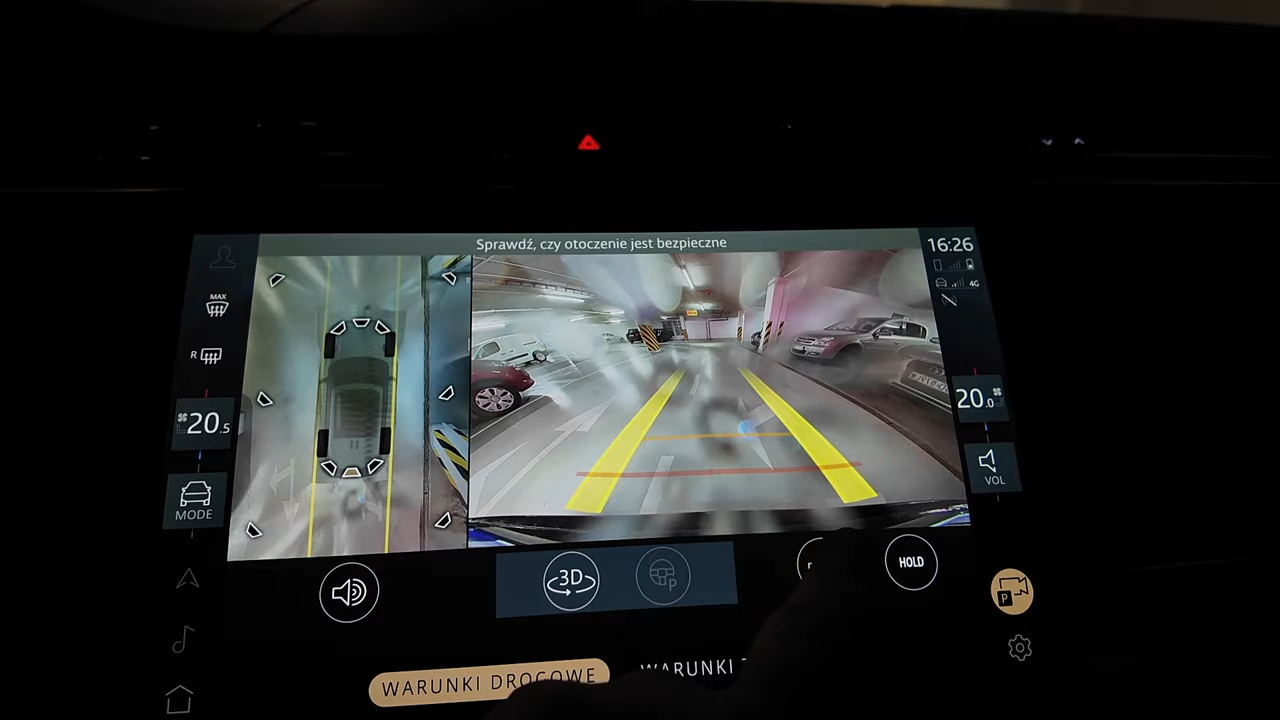 Sprawdź, czy otoczenie jest bezpieczne
16:26
4G
MAX
R
20.5
20.0
MODE
VOL
3D
P
HOLD
P
WARUNKI DROGOWE
WARUNKI